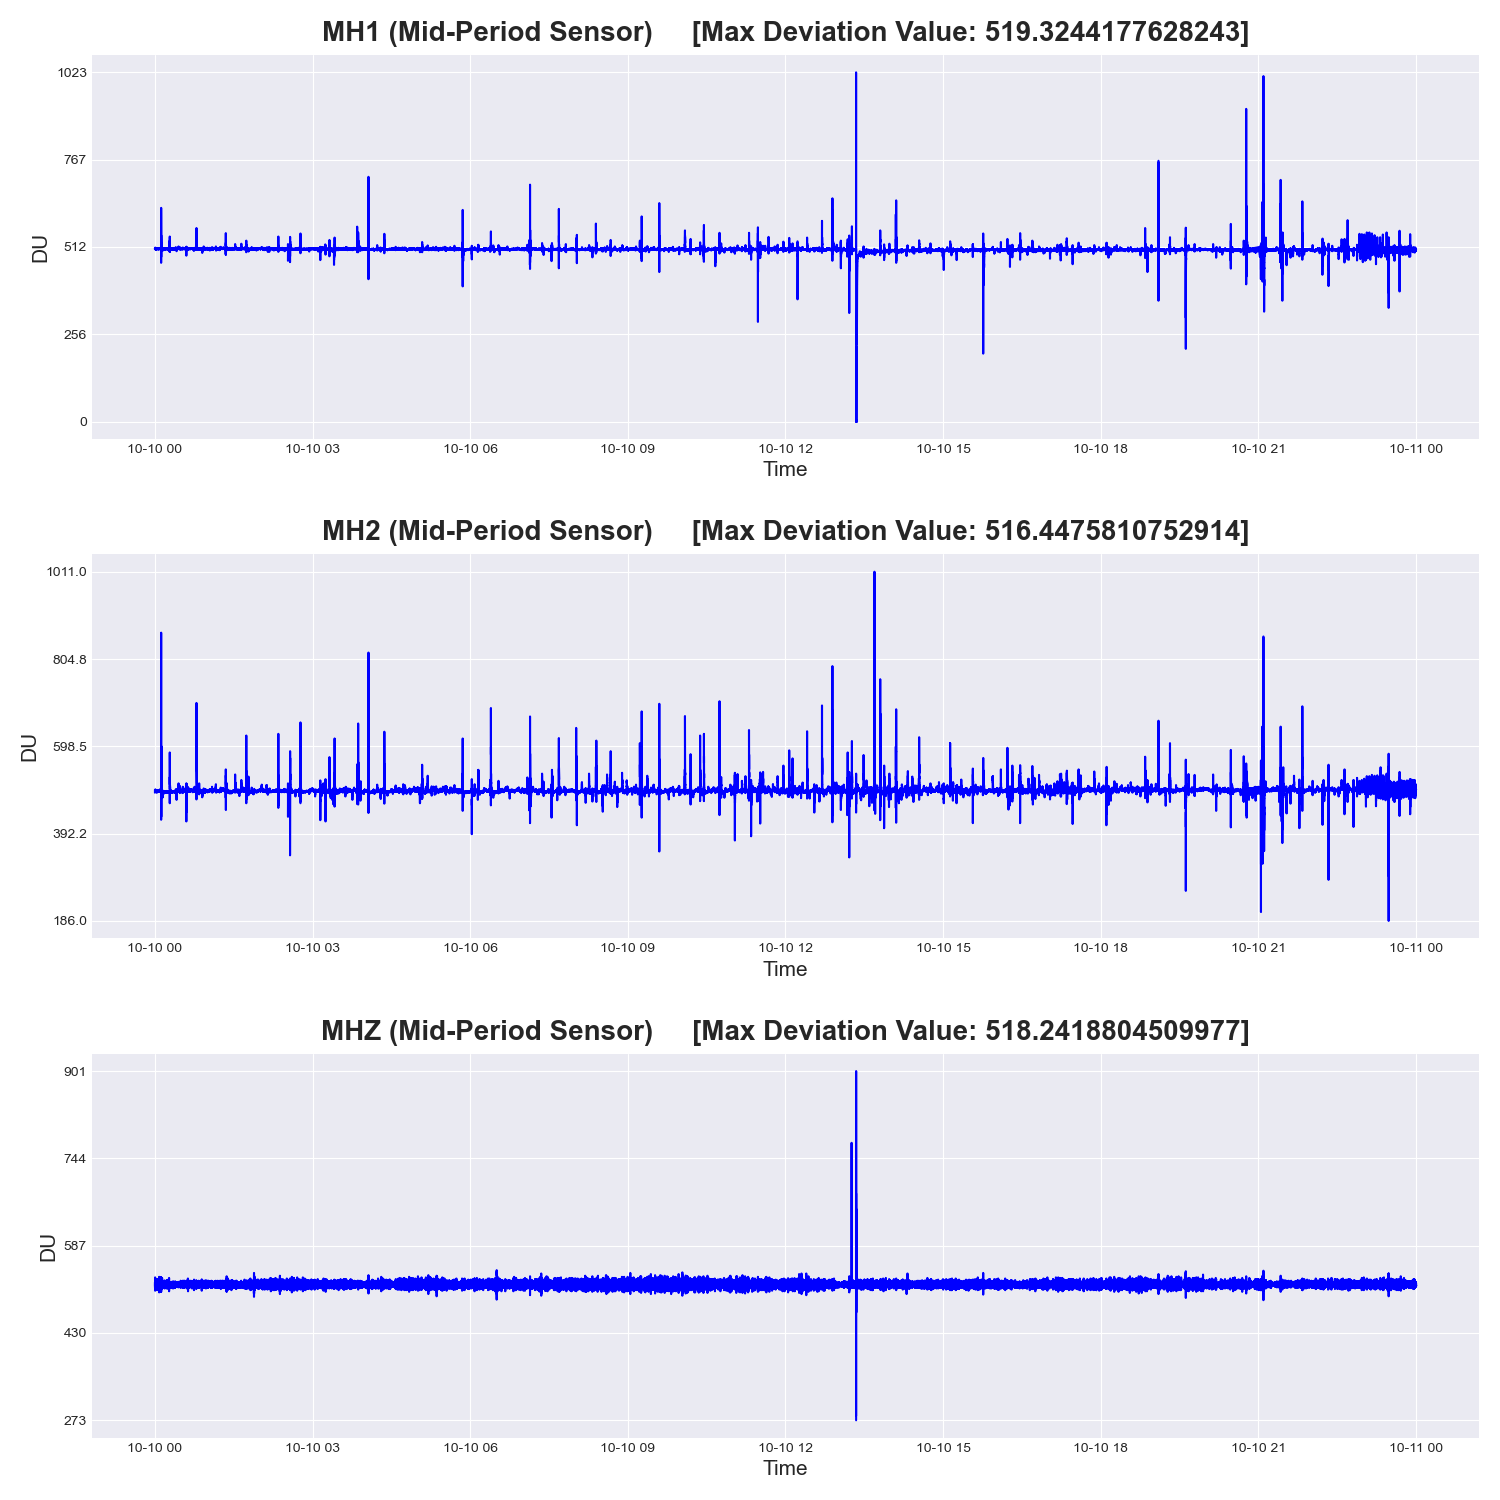 MH1 (Mid-Period Sensor) [Max Deviation Value: 519.3244177628243]
1023
767
512
256
0
DU
10-10 00 10-10 03 10-10 06 10-10 09 10-10 12 10-10 15 10-10 18 10-10 21 10-11 00
Time
MH2 (Mid-Period Sensor) [Max Deviation Value: 516.4475810752914]
1011.0
804.8
598.5
392.2
186.0
DU
10-10 00 10-10 03 10-10 06 10-10 09 10-10 12 10-10 15 10-10 18 10-10 21 10-11 00
Time
MHZ (Mid-Period Sensor) [Max Deviation Value: 518.2418804509977]
901
744
587
430
273
DU
10-10 00 10-10 03 10-10 06 10-10 09 10-10 12 10-10 15 10-10 18 10-10 21 10-11 00
Time